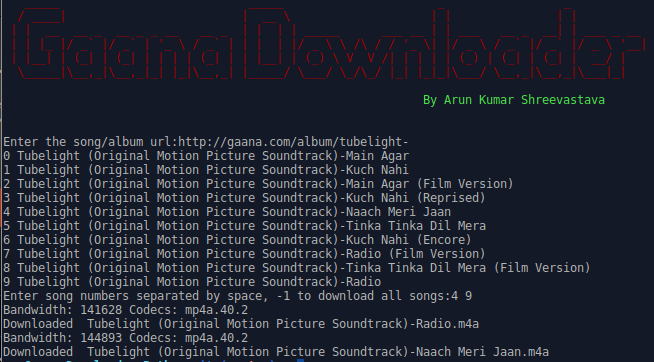 Gaana Downloader
By Arun Kumar Shreevastava
Enter the song/album url:http://gaana.com/album/tubelight-
0 Tubelight (Original Motion Picture Soundtrack)-Main Agar
1 Tubelight (Original Motion Picture Soundtrack)-Kuch Nahi
2 Tubelight (Original Motion Picture Soundtrack)-Main Agar (Film Version)
3 Tubelight (Original Motion Picture Soundtrack)-Kuch Nahi (Reprised)
4 Tubelight (Original Motion Picture Soundtrack)-Naach Meri Jaan
5 Tubelight (Original Motion Picture Soundtrack)-Tinka Tinka Dil Mera
6 Tubelight (Original Motion Picture Soundtrack)-Kuch Nahi (Encore)
7 Tubelight (Original Motion Picture Soundtrack)-Radio (Film Version)
8 Tubelight (Original Motion Picture Soundtrack)-Tinka Tinka Dil Mera (Film Version)
9 Tubelight (Original Motion Picture Soundtrack)-Radio
Enter song numbers separated by space, -1 to download all songs:4 9
Bandwidth: 141628 Codecs: mp4a.40.2
Downloaded  Tubelight (Original Motion Picture Soundtrack)-Radio.m4a
Bandwidth: 144893 Codecs: mp4a.40.2
Downloaded  Tubelight (Original Motion Picture Soundtrack)-Naach Meri Jaan.m4a